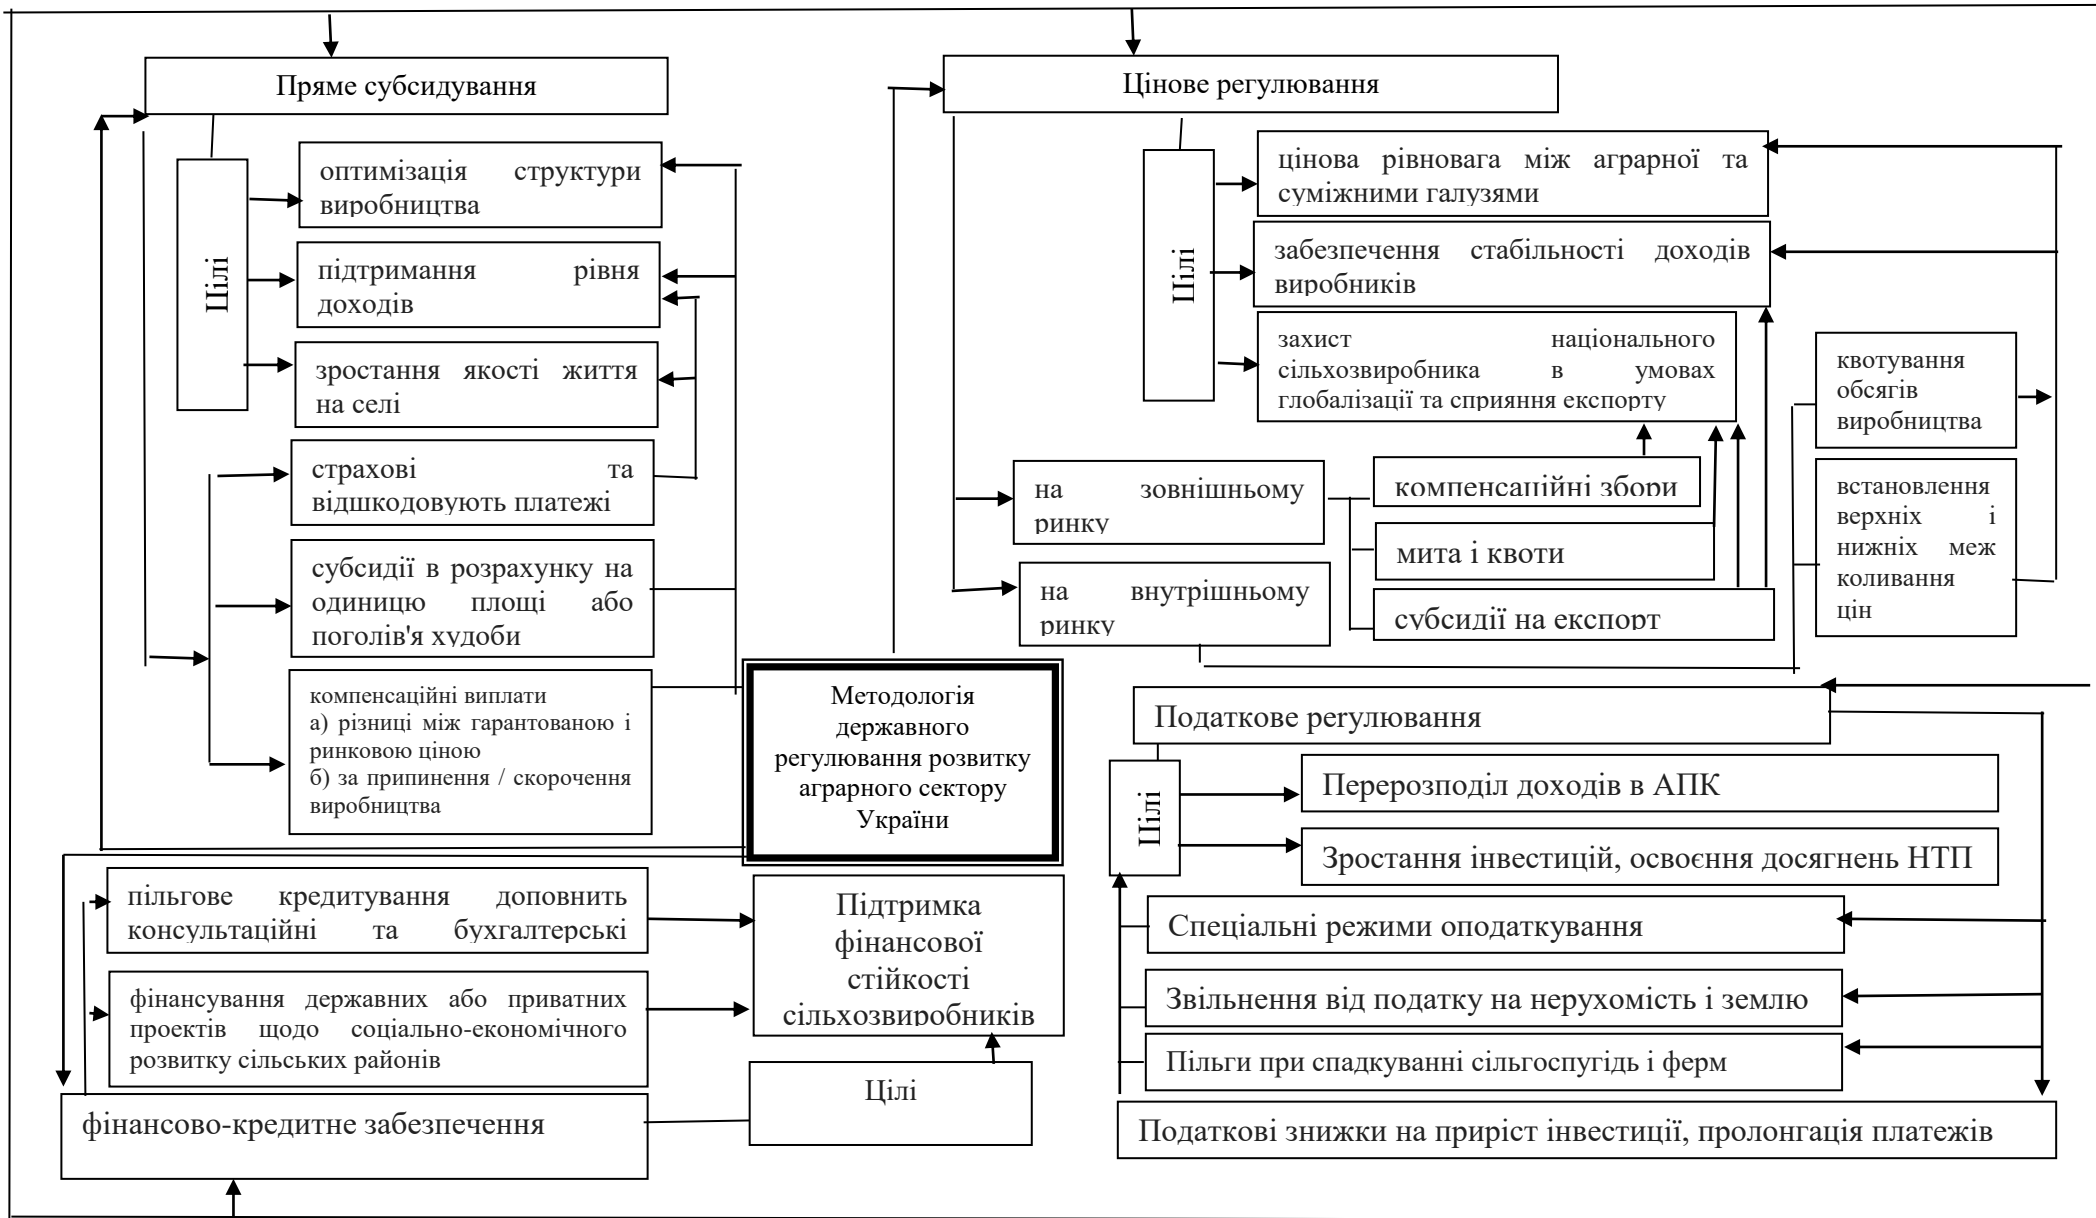 Пряме субсидування
Цілі
оптимізація структури
виробництва
підтримання рівня
доходів
зростання якості життя
на селі
страхові та
відшкодовують платежі
субсидії в розрахунку на
одиницю площі або
поголів'я худоби
компенсаційні виплати
а) різниці між гарантованою і
ринковою ціною
б) за припинення / скорочення
виробництва
Цінове регулювання
Цілі
цінова рівновага між аграрної та
суміжними галузями
забезпечення стабільності доходів
виробників
захист національного
сільхозвиробника в умовах
глобалізації та сприяння експорту
на зовнішньому
ринку
на внутрішньому
ринку
компенсаційні збори
мита і квоти
субсидії на експорт
квотування
обсягів
виробництва
встановлення
верхніх і
нижніх меж
коливання
цін
Методологія
державного
регулювання розвитку
аграрного сектору
України
Податкове регулювання
Цілі
Перерозподіл доходів в АПК
Зростання інвестицій, освоєння досягнень НТП
Спеціальні режими оподаткування
Звільнення від податку на нерухомість і землю
Пільги при спадкуванні сільгоспугідь і ферм
Податкові знижки на приріст інвестиції, пролонгація платежів
пільгове кредитування доповнить
консультаційні та бухгалтерські
фінансування державних або приватних
проектів щодо соціально-економічного
розвитку сільських районів
фінансово-кредитне забезпечення
Підтримка
фінансової
стійкості
сільхозвиробників
Цілі